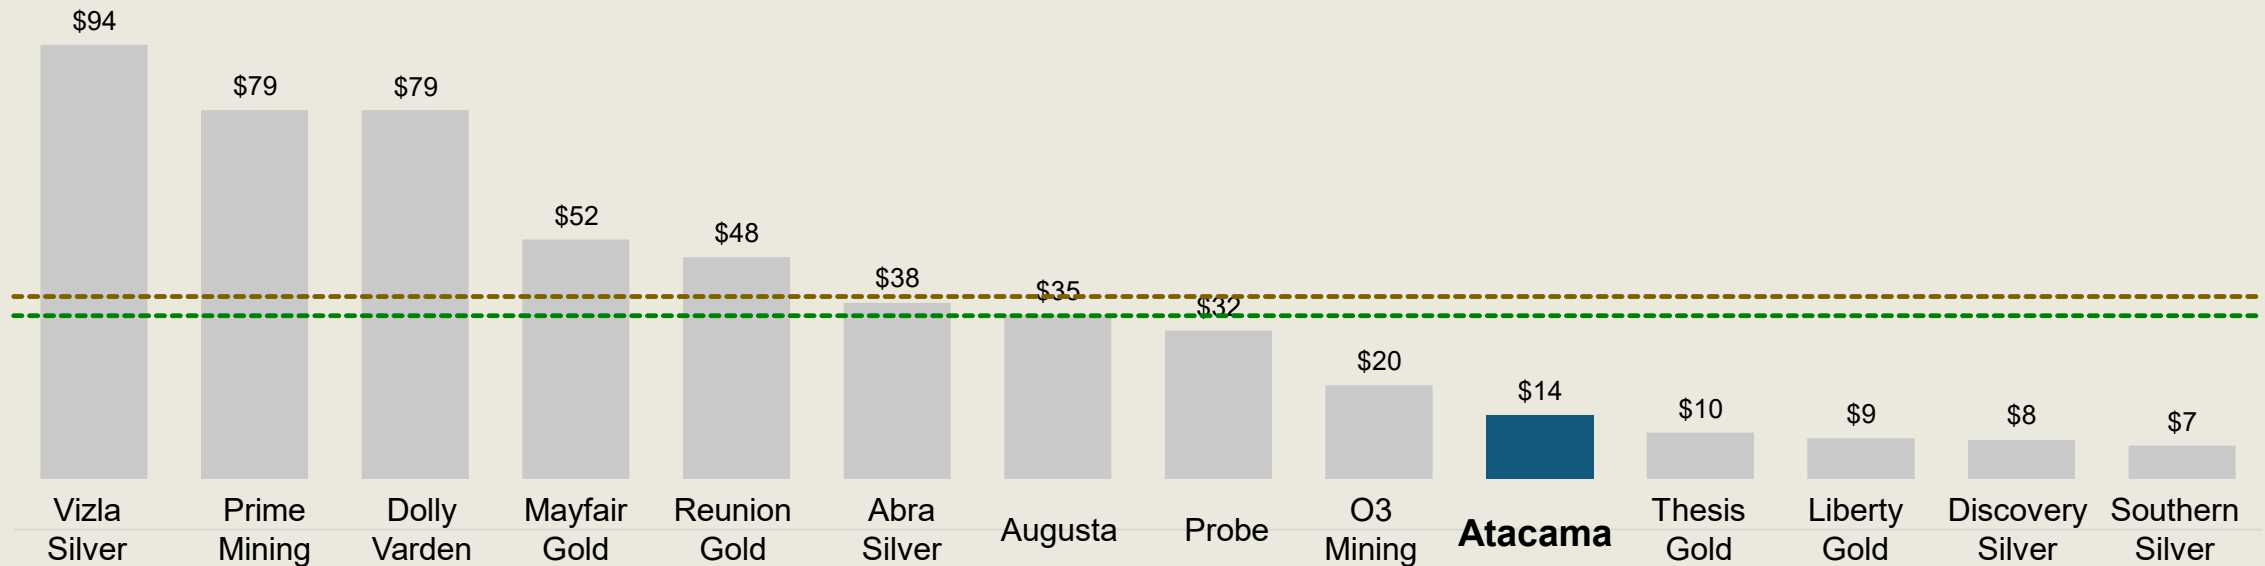 $94
$79
$79
$52
$48
$38
$35
$32
$20
$14
$10
$9
$8
$7
Vizla
Silver
Prime
Mining
Dolly
Varden
Mayfair
Gold
Reunion
Gold
Abra
Silver
Augusta
Probe
O3
Mining
Atacama
Thesis
Gold
Liberty
Gold
Discovery
Silver
Southern
Silver